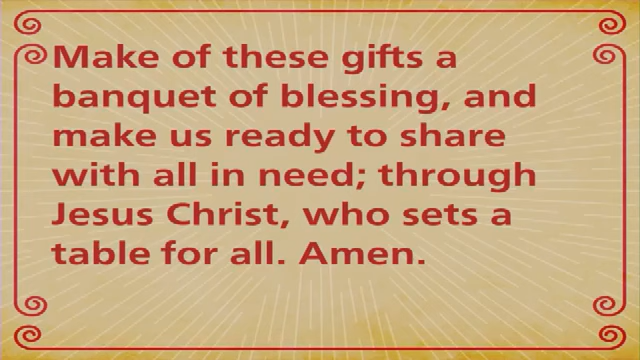 Make of these gifts a
banquet of blessing, and
make us ready to share
with all in need; through
Jesus Christ, who sets a
table for all. Amen.